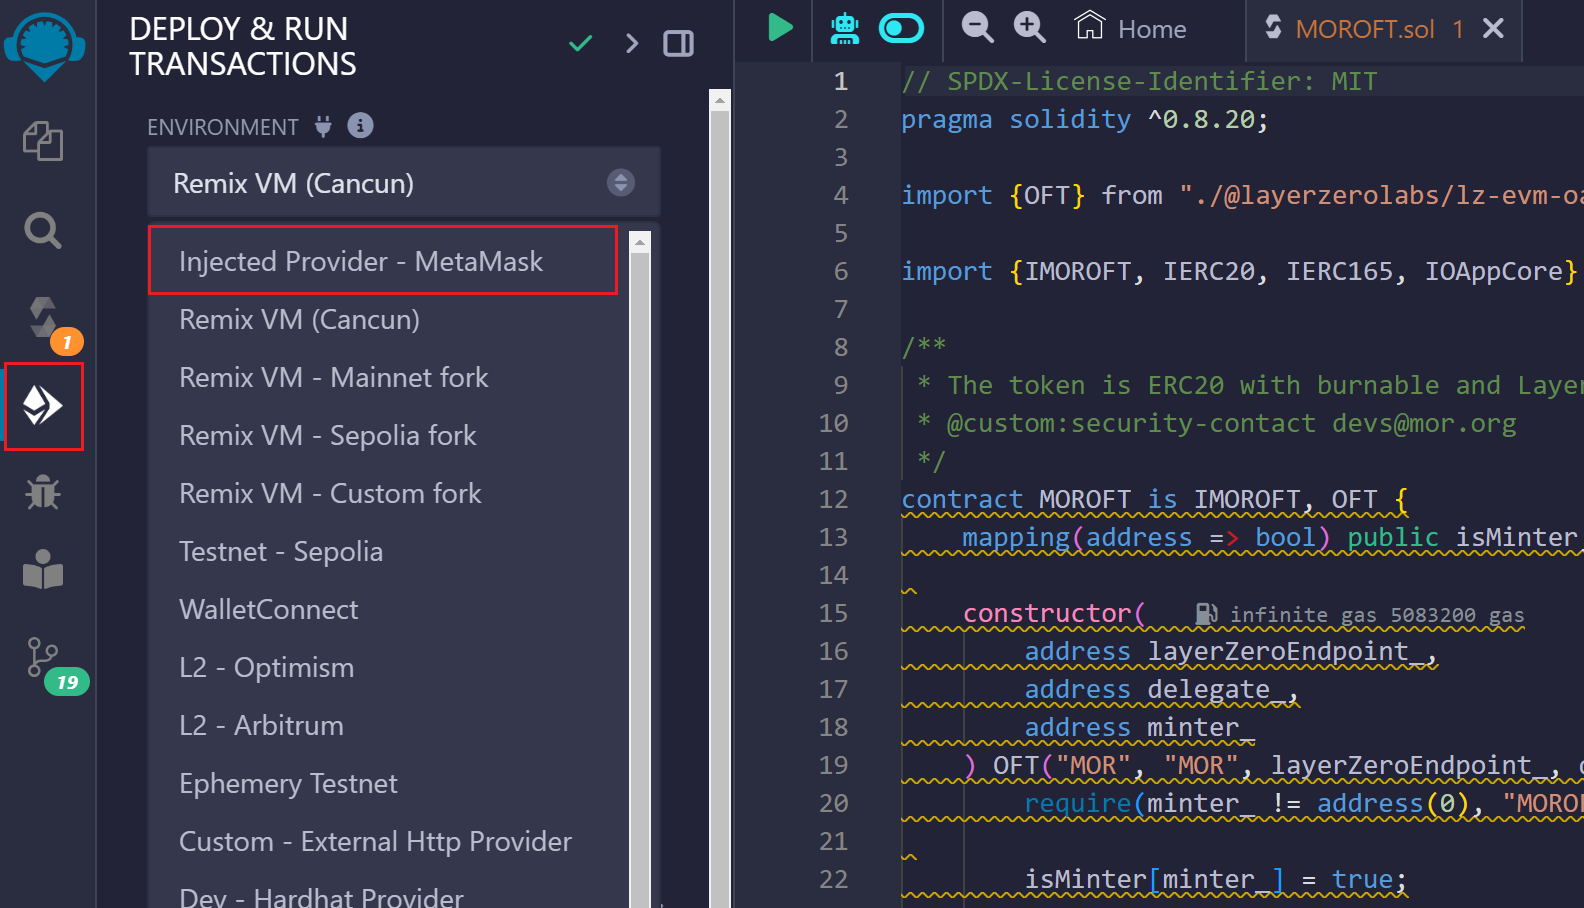 DEPLOY & RUN
TRANSACTIONS
ENVIRONMENT
Remix VM (Cancun)
Injected Provider - MetaMask
Remix VM (Cancun)
Remix VM - Mainnet fork
Remix VM - Sepolia fork
Remix VM - Custom fork
Testnet - Sepolia
WalletConnect
L2 - Optimism
L2 - Arbitrum
Ephemery Testnet
Custom - External Http Provider
Dev - Hardhat Provider
1
19
Home
MOROFT.sol 1
1 // SPDX-License-Identifier: MIT
2 pragma solidity ^0.8.20;
3
4 import {OFT} from "./@layerzerolabs/lz-evm-oa
5
6 import {IMOROFT, IERC20, IERC165, IOAppCore}
7
8 /**
9 * The token is ERC20 with burnable and Layer
10 * @custom:security-contact devs@mor.org
11 */
12 contract MOROFT is IMOROFT, OFT {
13 mapping(address => bool) public isMinter
14
15 constructor( infinite gas 5083200 gas
16 address layerZeroEndpoint_,
17 address delegate_,
18 address minter_
19 ) OFT("MOR", "MOR", layerZeroEndpoint_, d
20 require(minter_ != address(0), "MOROF
21
22 isMinter[minter_] = true;